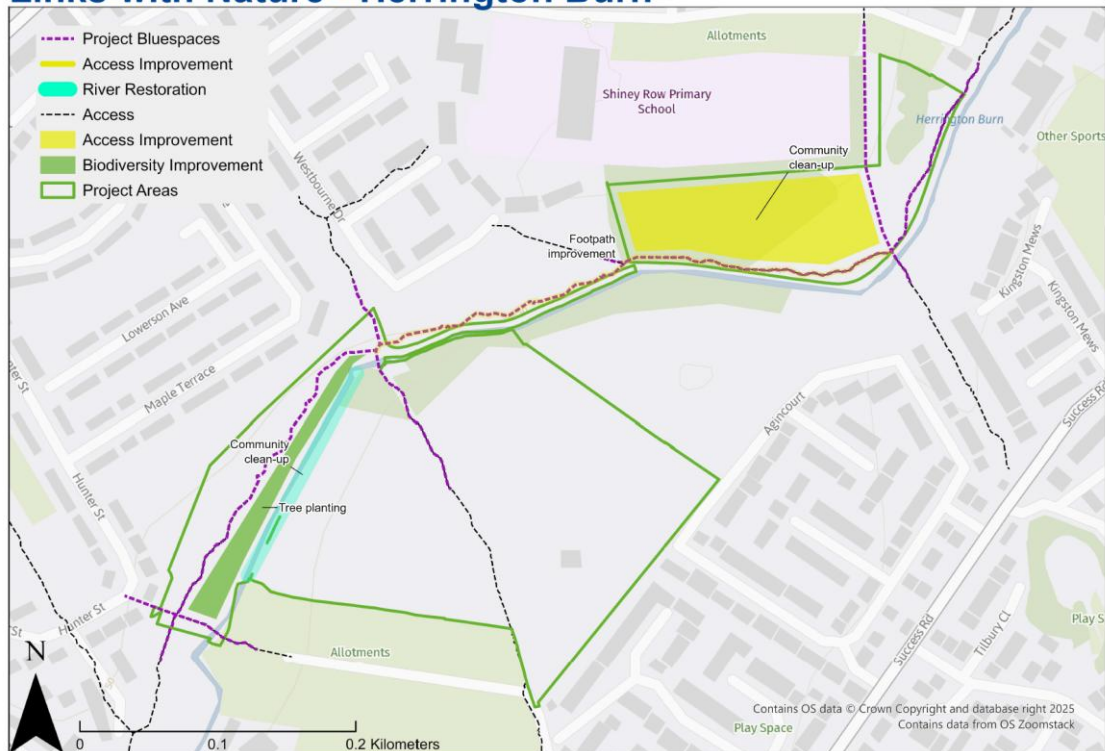 Links with Nature - Herrington Burn
Project Bluespaces
Access Improvement
River Restoration
Access
Access Improvement
Biodiversity Improvement
Project Areas
Allotments
Shiney Row Primary
School
Herrington Burn
Other Sports
Community
clean-up
Westbourne Dr
Footpath
improvement
Kingston Mews
Kingston Mews
Lowerson Ave
Maple Terrace
Success Rd
Agincourt
Hunter St
Community
clean-up
Tree planting
Hunter St
Allotments
Success Rd
Tilbury Cl
Play Space
N
0 0.1 0.2 Kilometers
Contains OS data © Crown Copyright and database right 2025
Contains data from OS Zoomstack